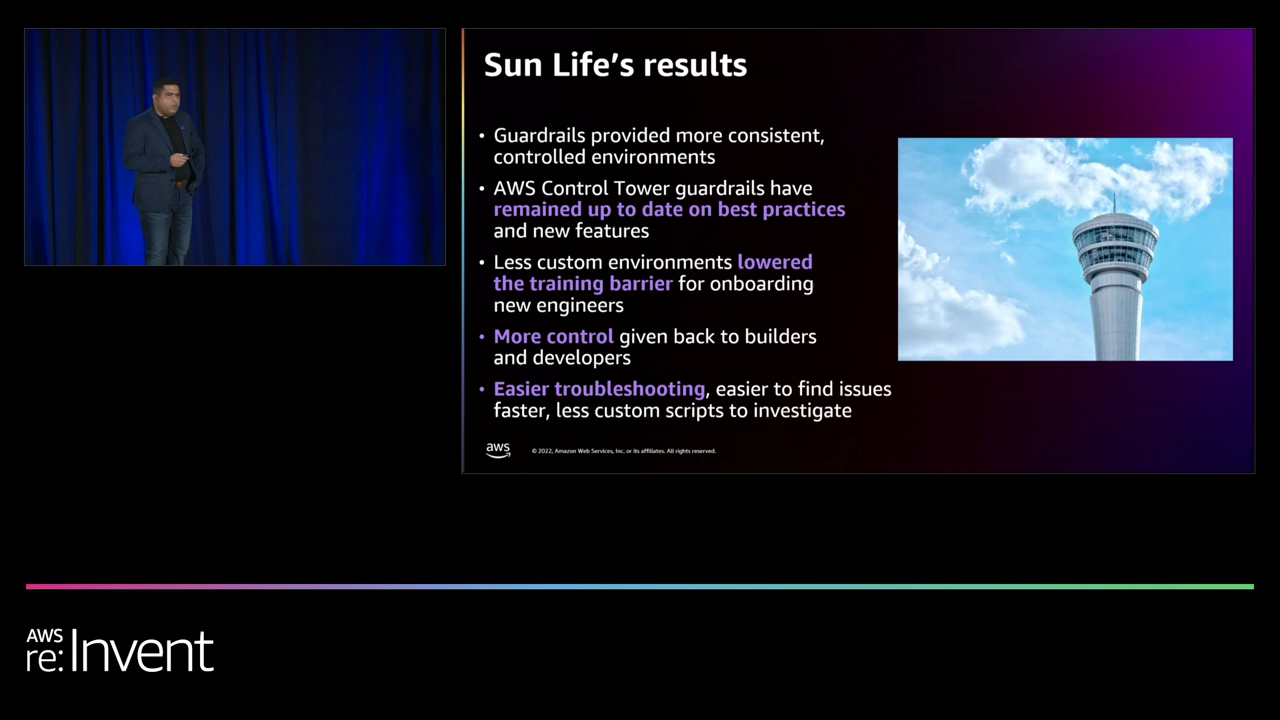 Sun Life’s results
• Guardrails provided more consistent,
controlled environments
• AWS Control Tower guardrails have
remained up to date on best practices
and new features
• Less custom environments lowered
the training barrier for onboarding
new engineers
• More control given back to builders
and developers
• Easier troubleshooting, easier to find issues
faster, less custom scripts to investigate
aws
© 2022, Amazon Web Services, Inc. or its affiliates. All rights reserved.
AWS
re:Invent